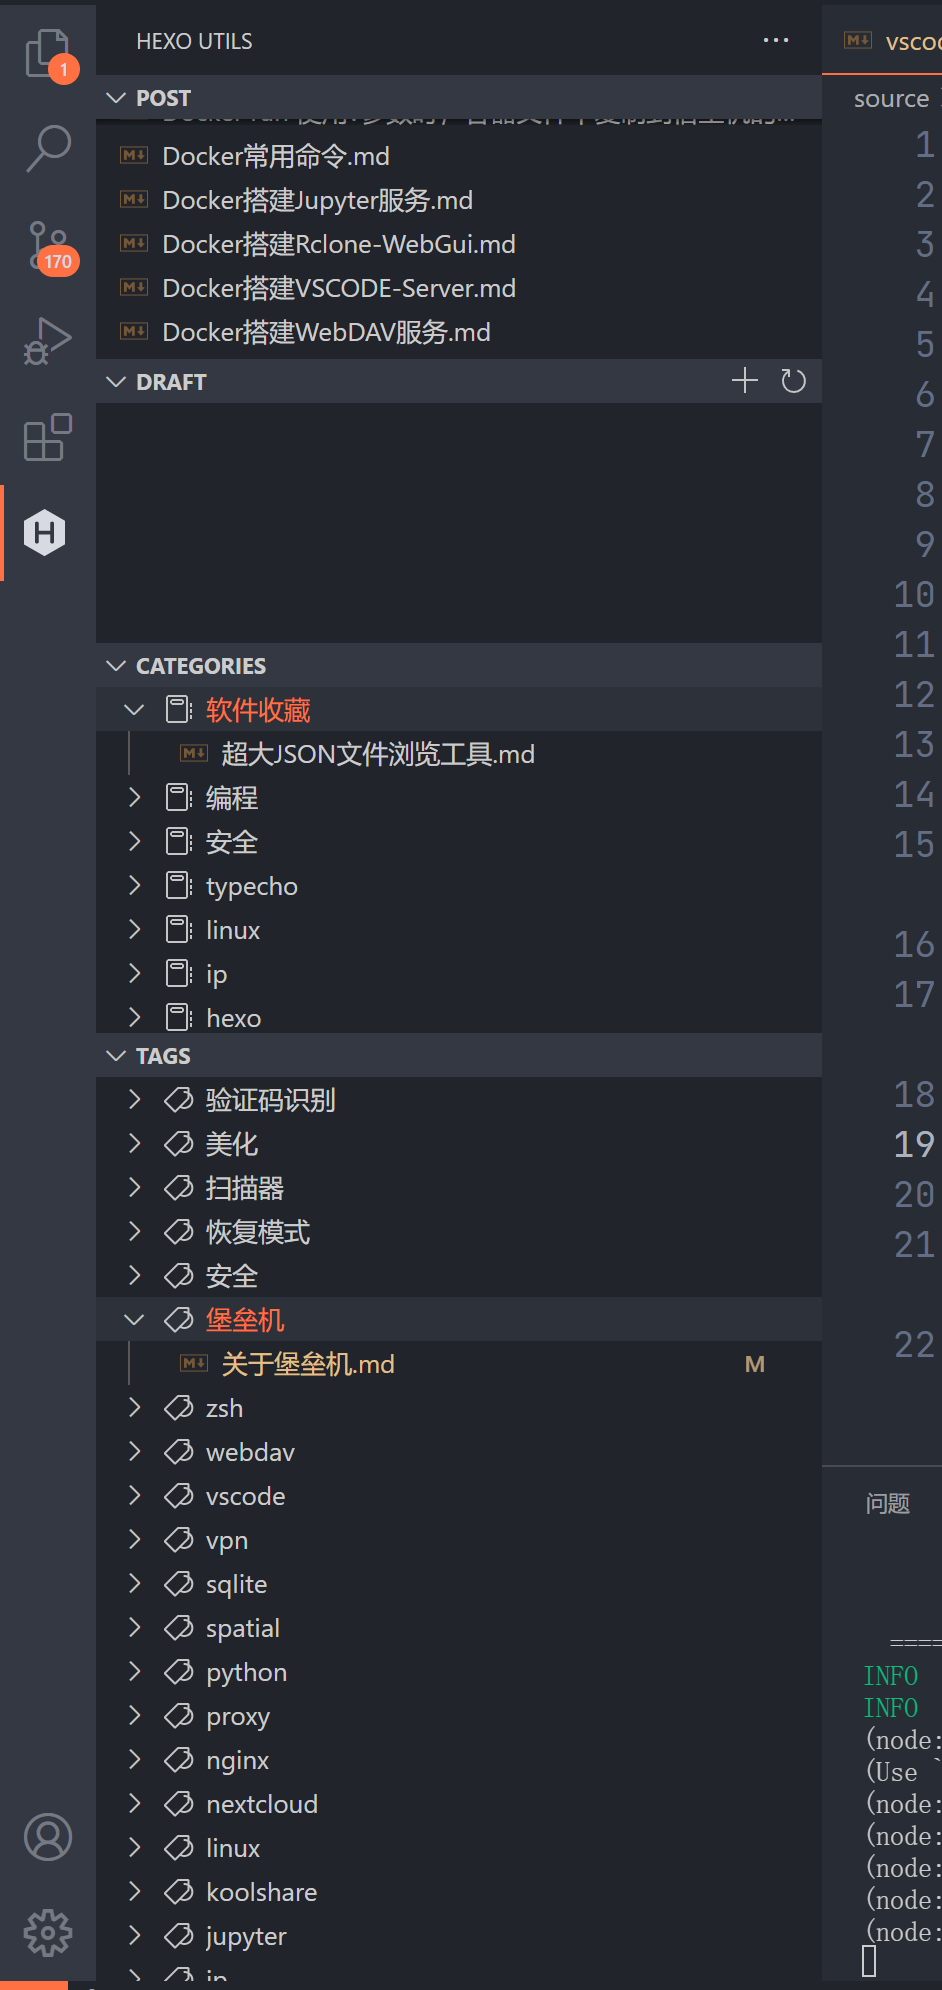 HEXO UTILS
1
170
POST
Docker常用命令.md
Docker搭建Jupyter服务.md
Docker搭建Rclone-WebGui.md
Docker搭建VSCODE-Server.md
Docker搭建WebDAV服务.md
DRAFT
CATEGORIES
软件收藏
超大JSON文件浏览工具.md
编程
安全
typecho
linux
ip
hexo
TAGS
验证码识别
美化
扫描器
恢复模式
安全
堡垒机
关于堡垒机.md M
zsh
webdav
vscode
vpn
sqlite
spatial
python
proxy
nginx
nextcloud
linux
koolshare
jupyter
source
1
2
3
4
5
6
7
8
9
10
11
12
13
14
15
16
17
18
19
20
21
22
问题
====
INFO
INFO
(node:
(Use `
(node:
(node:
(node:
(node:
(node: